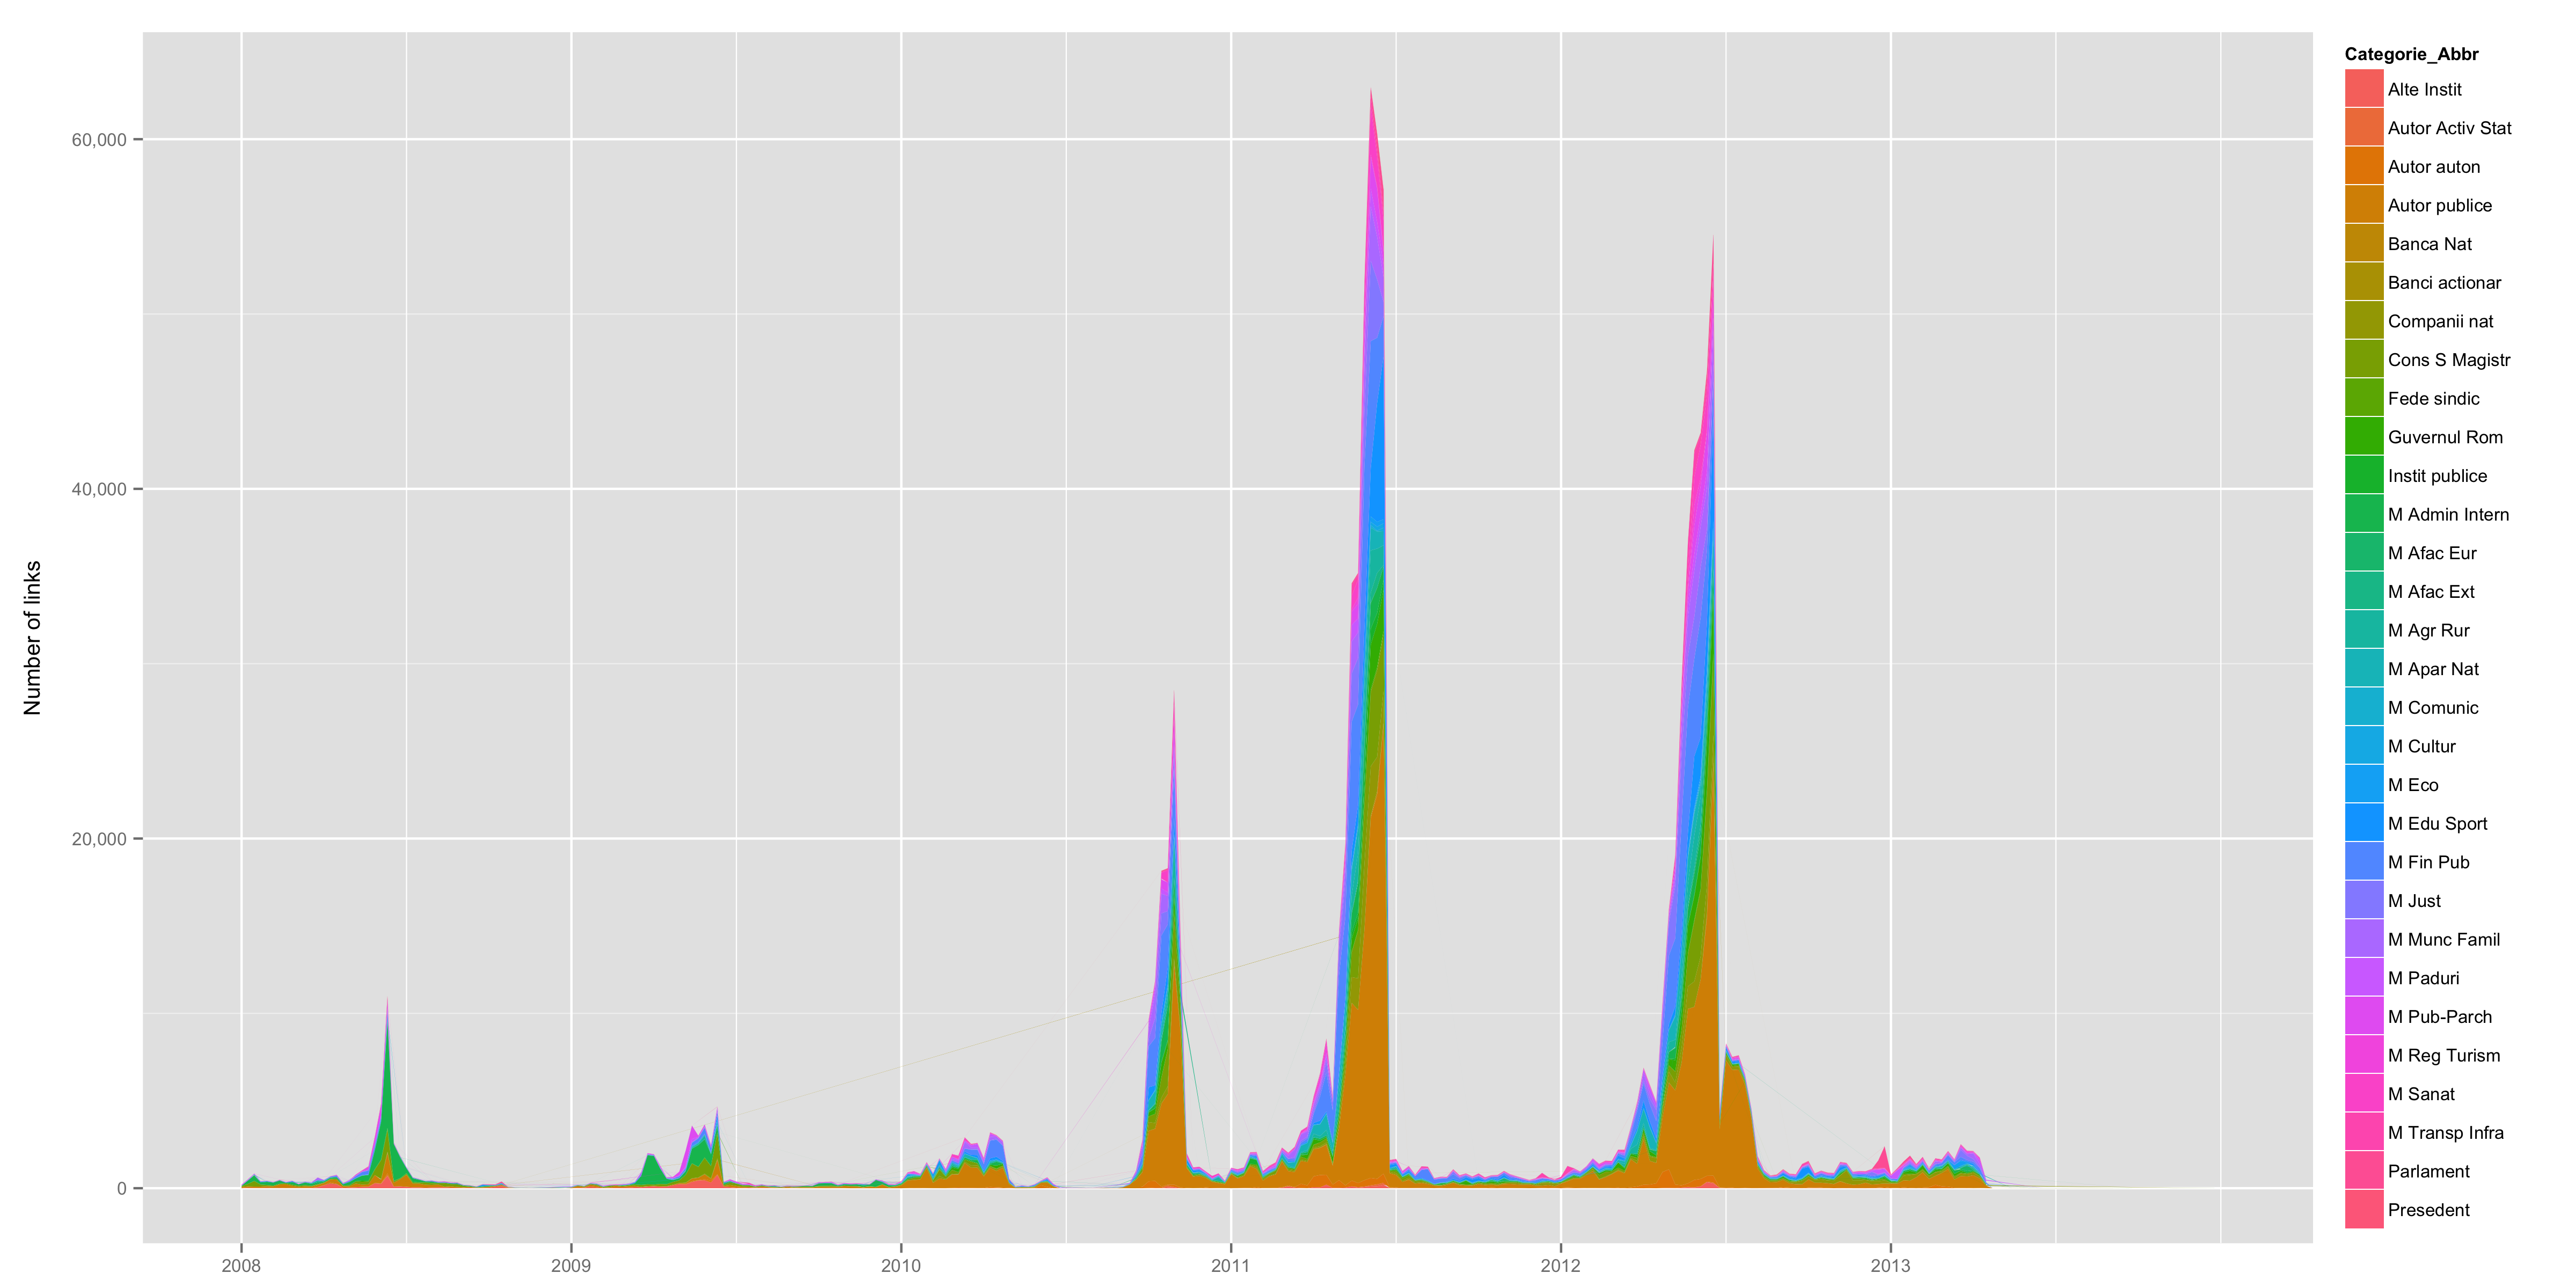 Number of links
60,000
40,000
20,000
0
2008
2009
2010
2011
2012
2013
Categorie_Abbr
Alte Instit
Autor Activ Stat
Autor auton
Autor publice
Banca Nat
Banci actionar
Companii nat
Cons S Magistr
Fede sindic
Guvernul Rom
Instit publice
M Admin Intern
M Afac Eur
M Afac Ext
M Agr Rur
M Apar Nat
M Comunic
M Cultur
M Eco
M Edu Sport
M Fin Pub
M Just
M Munc Famil
M Paduri
M Pub-Parch
M Reg Turism
M Sanat
M Transp Infra
Parlament
Presedent